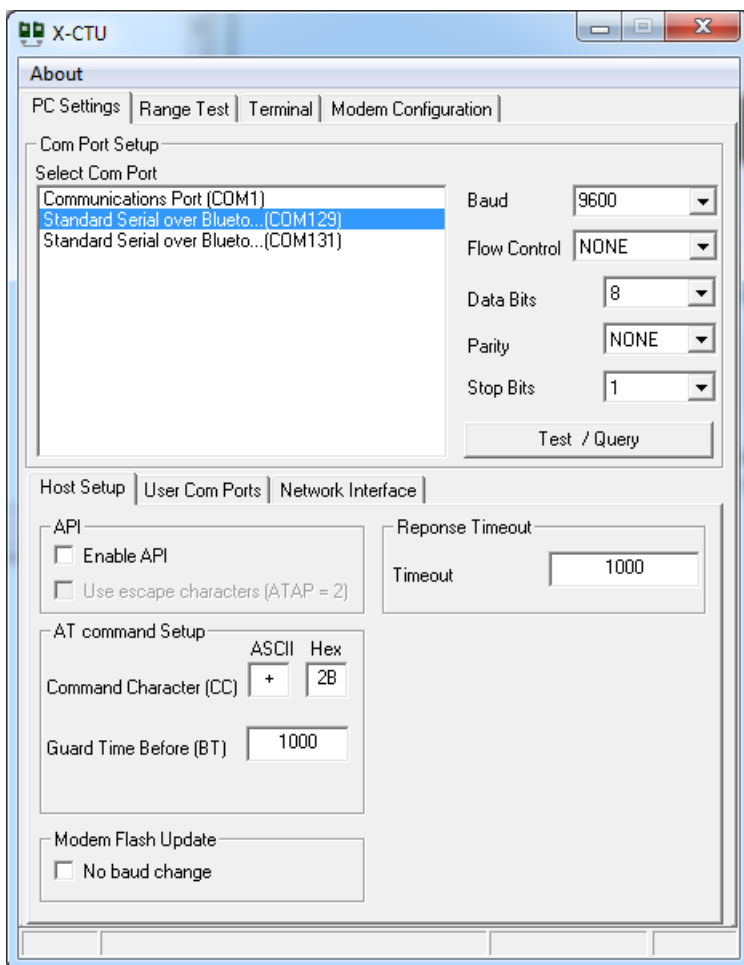 X-CTU
About
PC Settings Range Test Terminal Modem Configuration
Com Port Setup
Select Com Port
Communications Port (COM1)
Standard Serial over Blueto...(COM129)
Standard Serial over Blueto...(COM131)
Baud 9600
Flow Control NONE
Data Bits 8
Parity NONE
Stop Bits 1
Test / Query
Host Setup User Com Ports Network Interface
API
Enable API
Use escape characters (ATAP = 2)
Reponse Timeout
Timeout 1000
AT command Setup
ASCII Hex
Command Character (CC) + 2B
Guard Time Before (BT) 1000
Modem Flash Update
No baud change